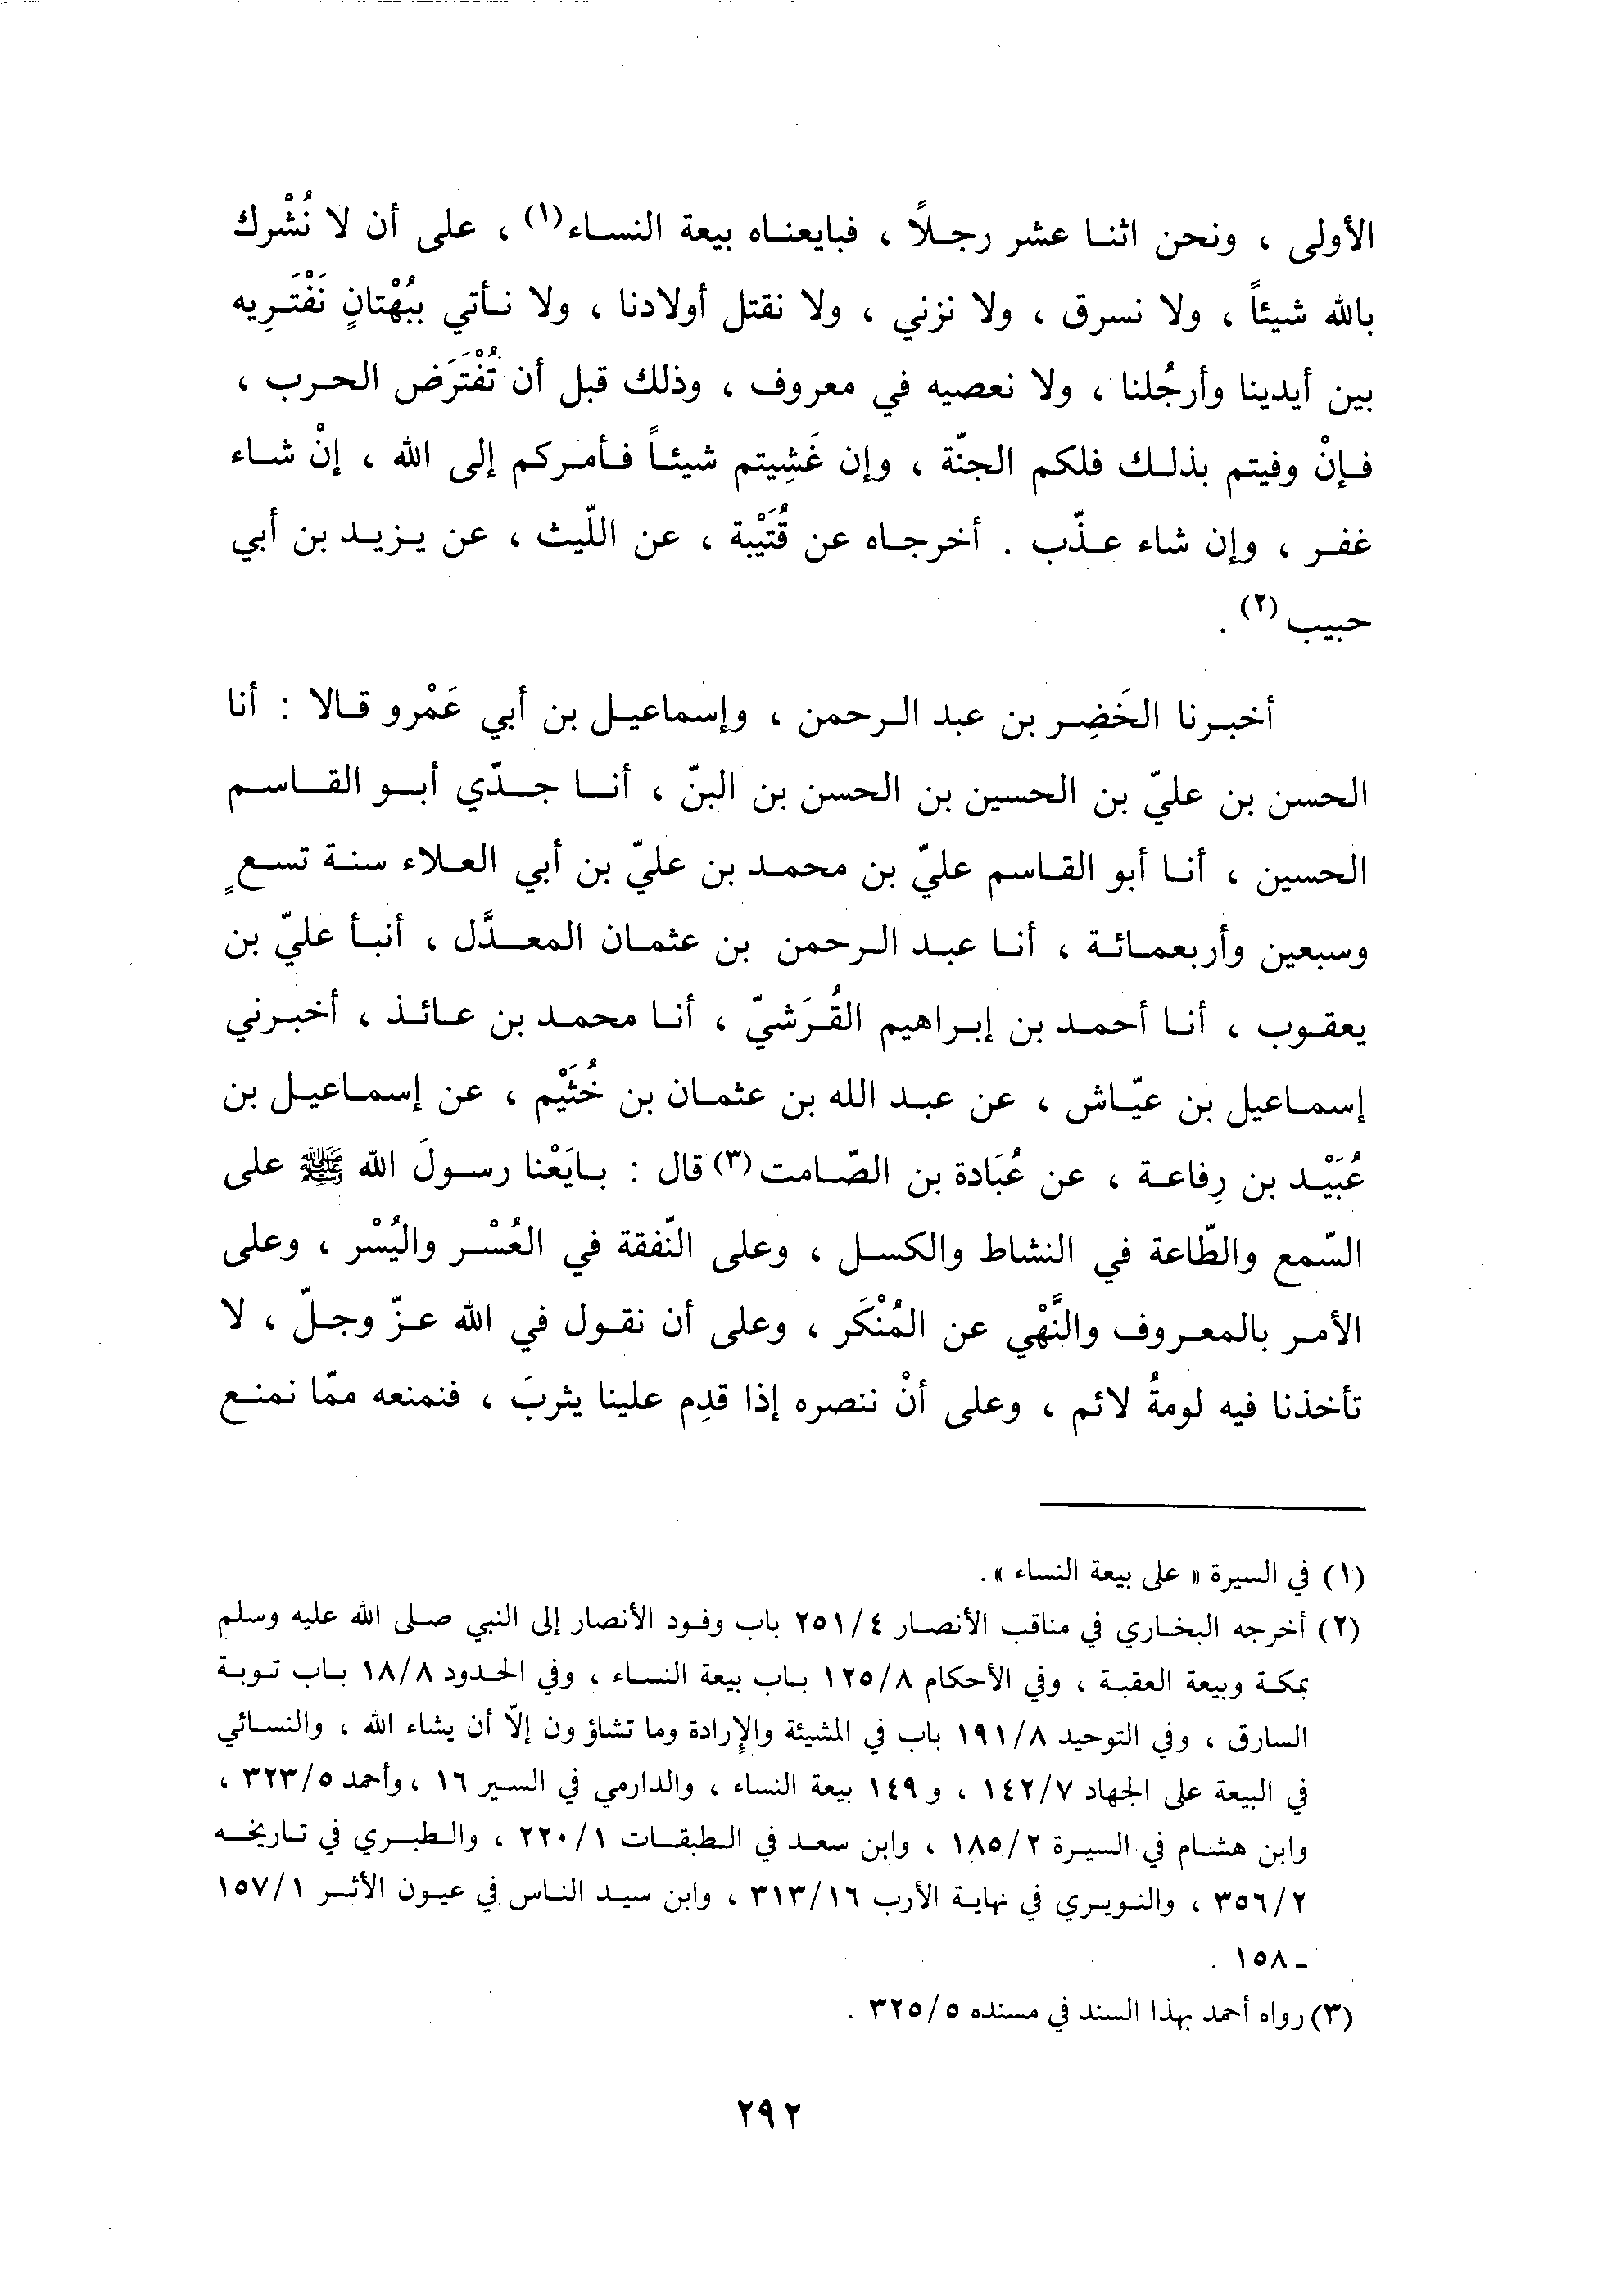 الأولى ، ونحن اثنا عشر رجلاً ، فبايعناه بيعة النساء(١) ، على أن لا نُشْرك
بالله شيئاً ، ولا نسرق ، ولا نزني ، ولا نقتل أولادنا ، ولا نأتي ببُهْتانٍ نَفْتَرِيه
بين أيدينا وأرجُلنا ، ولا نعصيه في معروف ، وذلك قبل أن تُفْتَرَض الحرب ،
فإنْ وفيتم بذلك فلكم الجنّة ، وإن غَشِيتم شيئاً فأمركم إلى الله ، إنْ شاء
غفر ، وإن شاء عذّب . أخرجاه عن قُتَيْبة ، عن اللّيث ، عن يزيد بن أبي
حبيب(٢) .
أخبرنا الخَضِر بن عبد الرحمن ، وإسماعيل بن أبي عَمْرو قالا : أنا
الحسن بن عليّ بن الحسين بن الحسن بن البنّ ، أنا جدّي أبو القاسم
الحسين ، أنا أبو القاسم عليّ بن محمد بن عليّ بن أبي العلاء سنة تسعٍ
وسبعين وأربعمائة ، أنا عبد الرحمن بن عثمان المعدَّل ، أنبأ عليّ بن
يعقوب ، أنا أحمد بن إبراهيم القُرَشيّ ، أنا محمد بن عائذ ، أخبرني
إسماعيل بن عيّاش ، عن عبد الله بن عثمان بن خُثَيْم ، عن إسماعيل بن
عُبَيْد بن رِفاعة ، عن عُبَادة بن الصّامت(٣) قال : بايَعْنا رسولَ الله ﷺ على
السّمع والطّاعة في النشاط والكسل ، وعلى النّفقة في العُسْر واليُسْر ، وعلى
الأمر بالمعروف والنَّهْي عن المُنْكَر ، وعلى أن نقول في الله عزّ وجلّ ، لا
تأخذنا فيه لومةُ لائم ، وعلى أنْ ننصره إذا قدِم علينا يثربَ ، فنمنعه ممّا نمنع
(١) في السيرة « على بيعة النساء ».
(٢) أخرجه البخاري في مناقب الأنصار ٢٥١/٤ باب وفود الأنصار إلى النبي صلى الله عليه وسلم
بمكة وبيعة العقبة ، وفي الأحكام ١٢٥/٨ باب بيعة النساء ، وفي الحدود ١٨/٨ باب توبة
السارق ، وفي التوحيد ١٩١/٨ باب في المشيئة والإرادة وما تشاؤون إلّا أن يشاء الله ، والنسائي
في البيعة على الجهاد ١٤٢/٧ ، و ١٤٩ بيعة النساء ، والدارمي في السير ١٦ ، وأحمد ٣٢٣/٥ ،
وابن هشام في السيرة ١٨٥/٢ ، وابن سعد في الطبقات ٢٢٠/١ ، والطبري في تاريخه
٣٥٦/٢ ، والنويري في نهاية الأرب ٣١٣/١٦ ، وابن سيد الناس في عيون الأثر ١٥٧/١
ـ ١٥٨ .
(٣) رواه أحمد بهذا السند في مسنده ٣٢٥/٥ .
٢٩٢